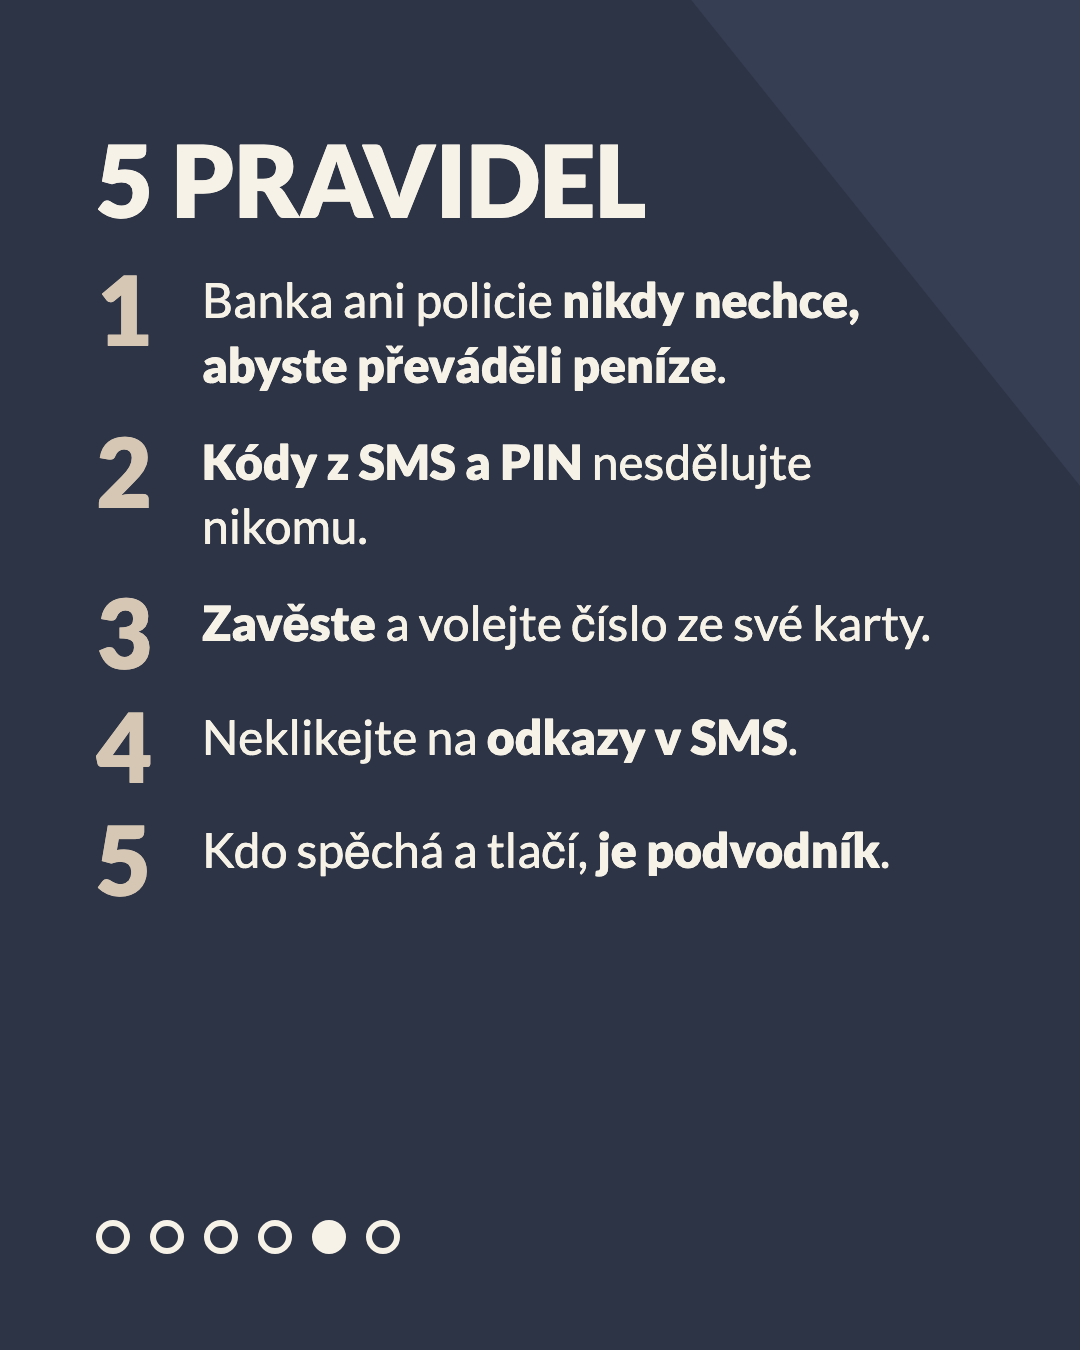 5 PRAVIDEL
1 Banka ani policie nikdy nechce,
abyste převáděli peníze.
2 Kódy z SMS a PIN nesdělujte
nikomu.
3 Zavěste a volejte číslo ze své karty.
4 Neklikejte na odkazy v SMS.
5 Kdo spěchá a tlačí, je podvodník.